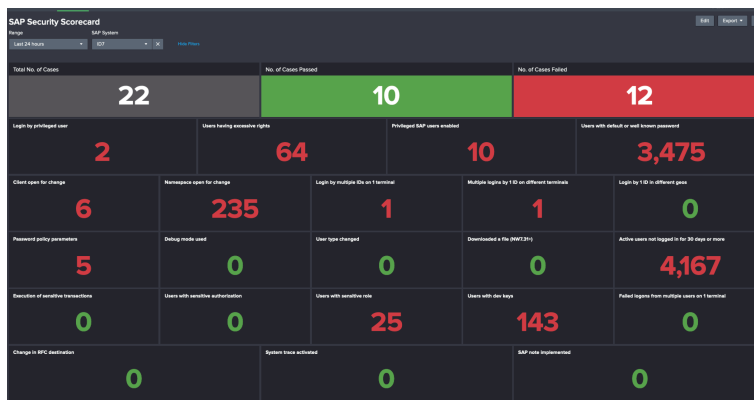 SAP Security Scorecard
Edit
Export
Range
SAP System
Last 24 hours
ID7
Hide Filters
Total No. of Cases
No. of Cases Passed
No. of Cases Failed
22
10
12
Login by privileged user
Users having excessive rights
Privileged SAP users enabled
Users with default or well known password
2
64
10
3,475
Client open for change
Namespace open for change
Login by multiple IDs on 1 terminal
Multiple logins by 1 ID on different terminals
Login by 1 ID in different geos
6
235
1
1
0
Password policy parameters
Debug mode used
User type changed
Downloaded a file (NW7.31+)
Active users not logged in for 30 days or more
5
0
0
0
4,167
Execution of sensitive transactions
Users with sensitive authorization
Users with sensitive role
Users with dev keys
Failed logons from multiple users on 1 terminal
0
0
25
143
0
Change in RFC destination
System trace activated
SAP note implemented
0
0
0